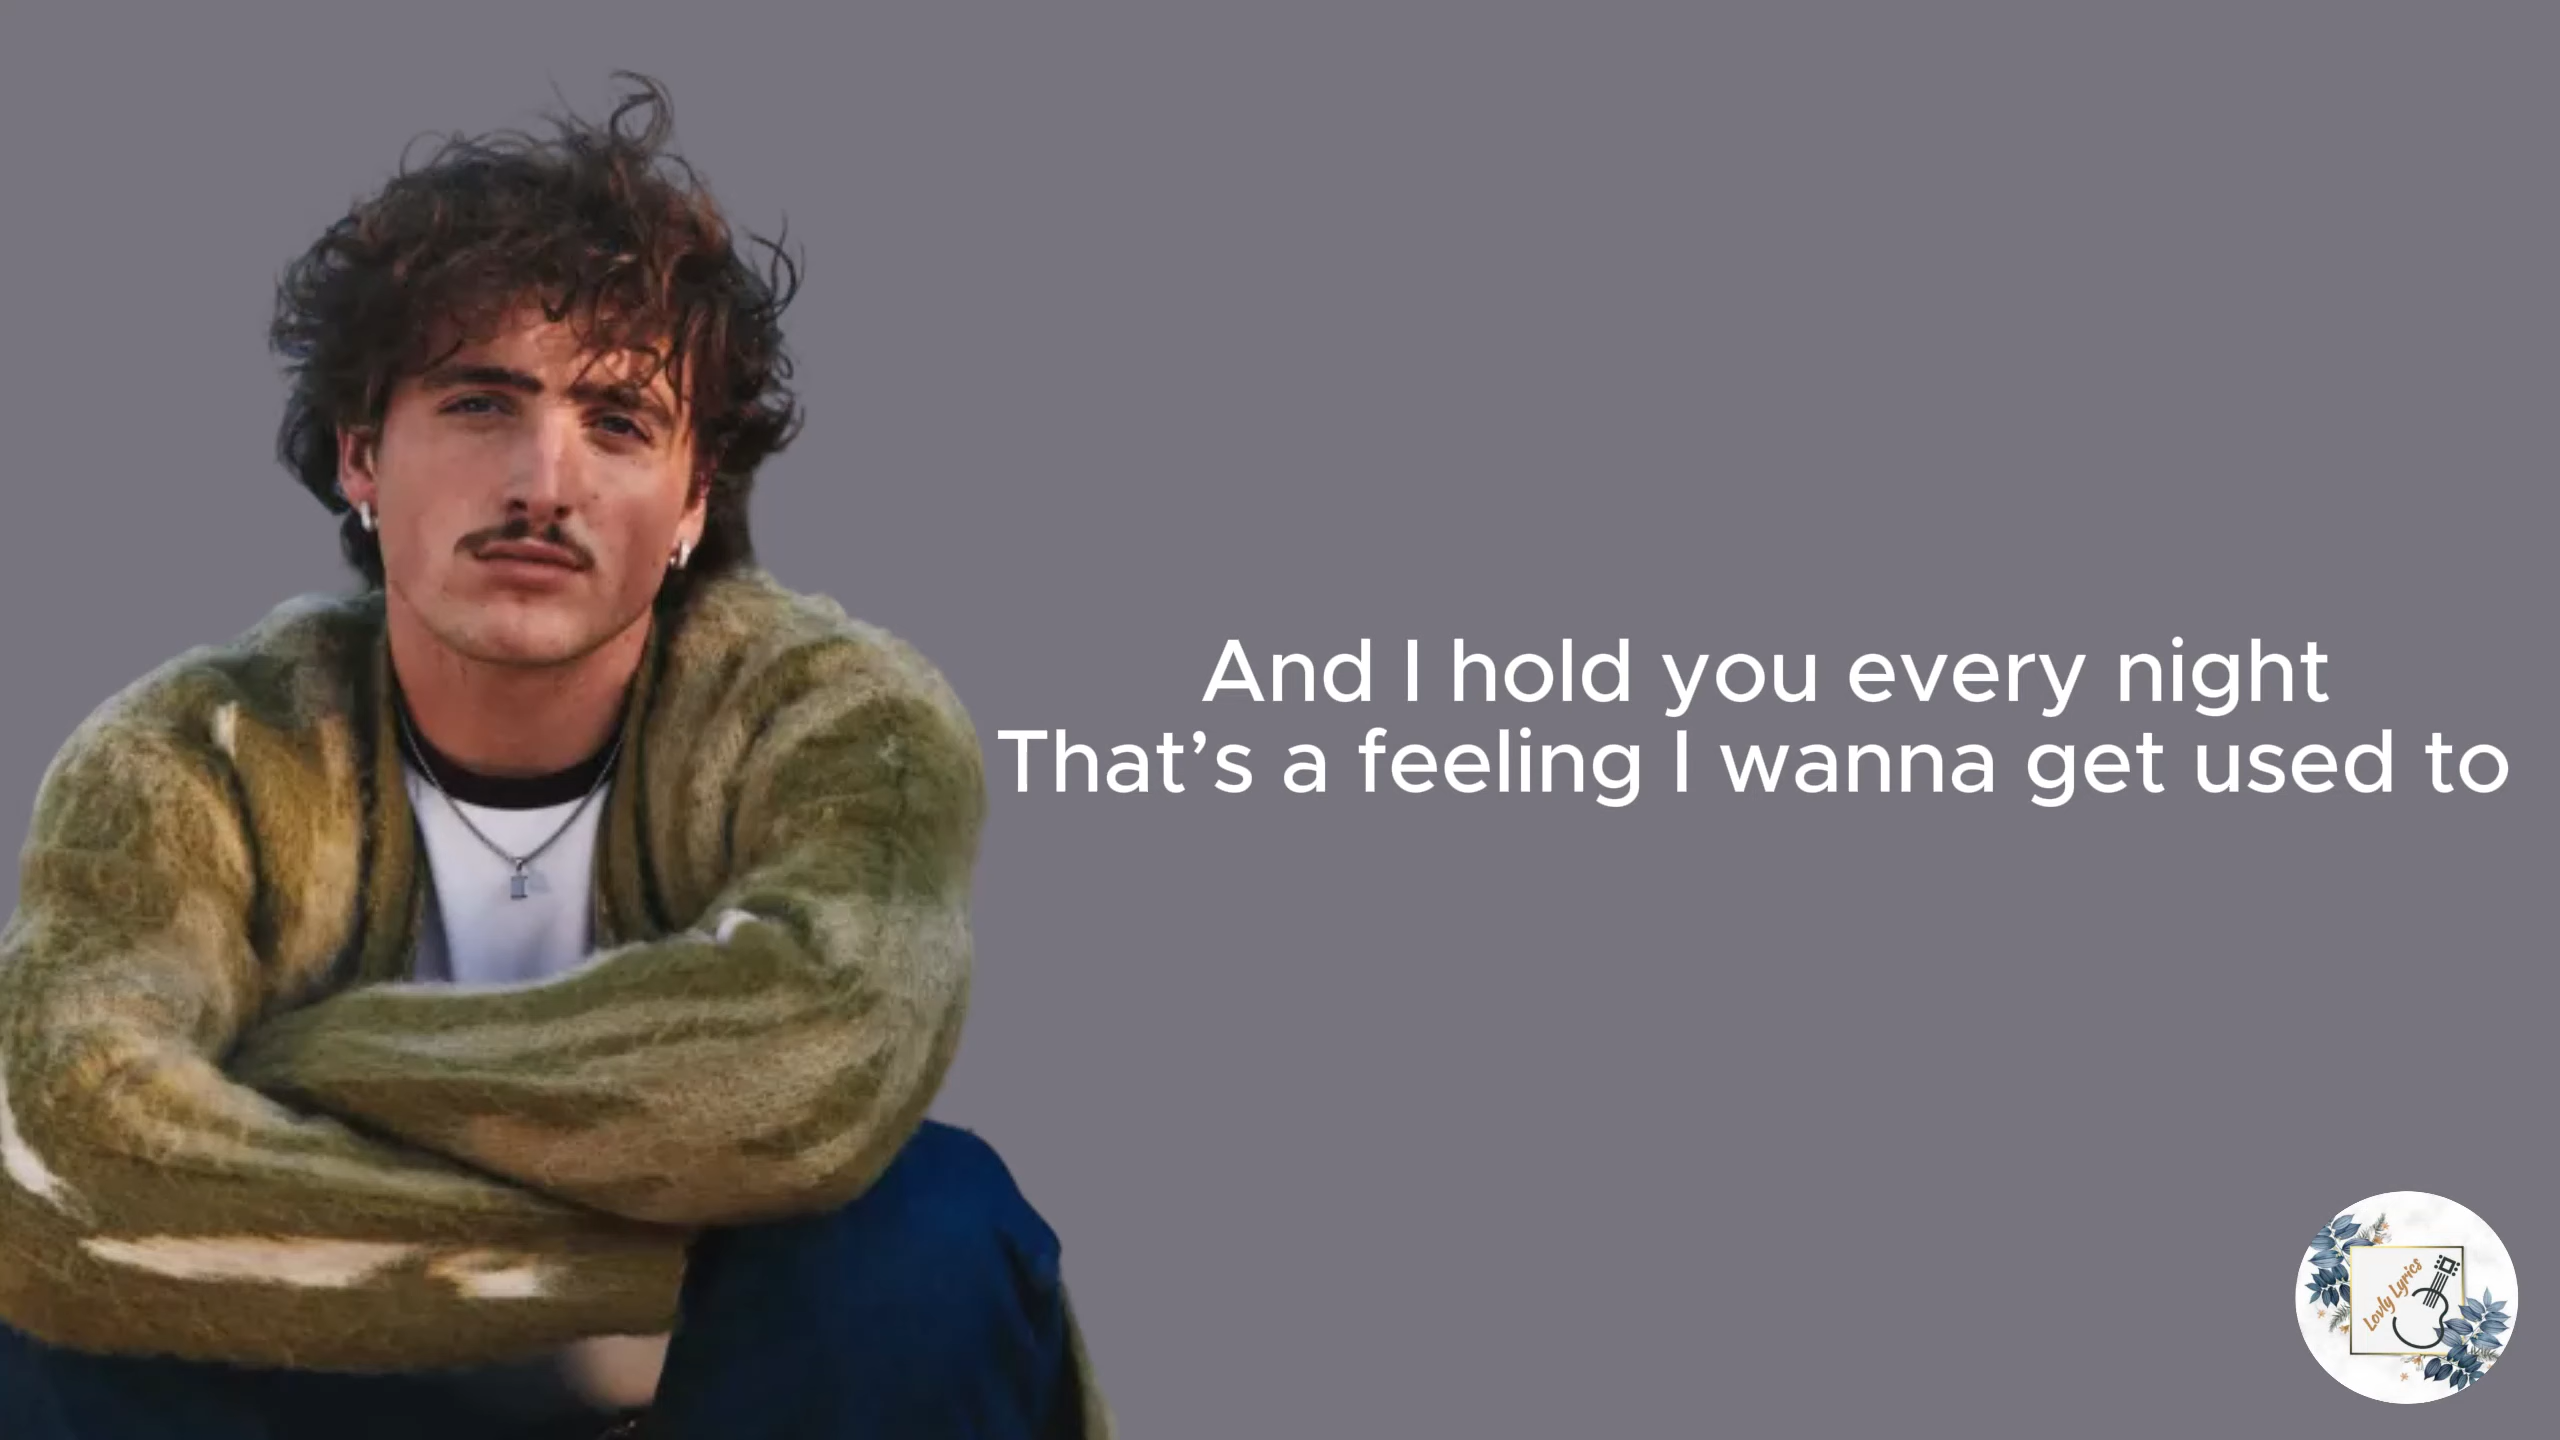 And I hold you every night
That’s a feeling I wanna get used to
Lovly Lyrics